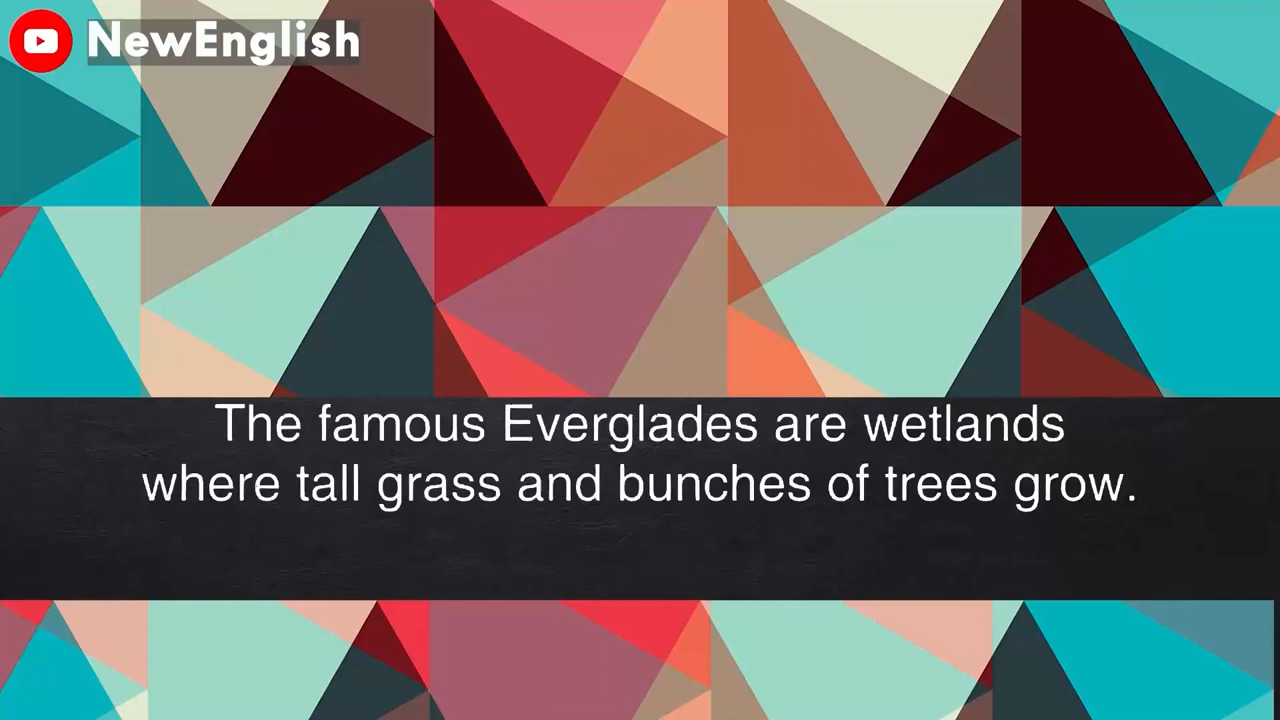 NewEnglish
The famous Everglades are wetlands
where tall grass and bunches of trees grow.